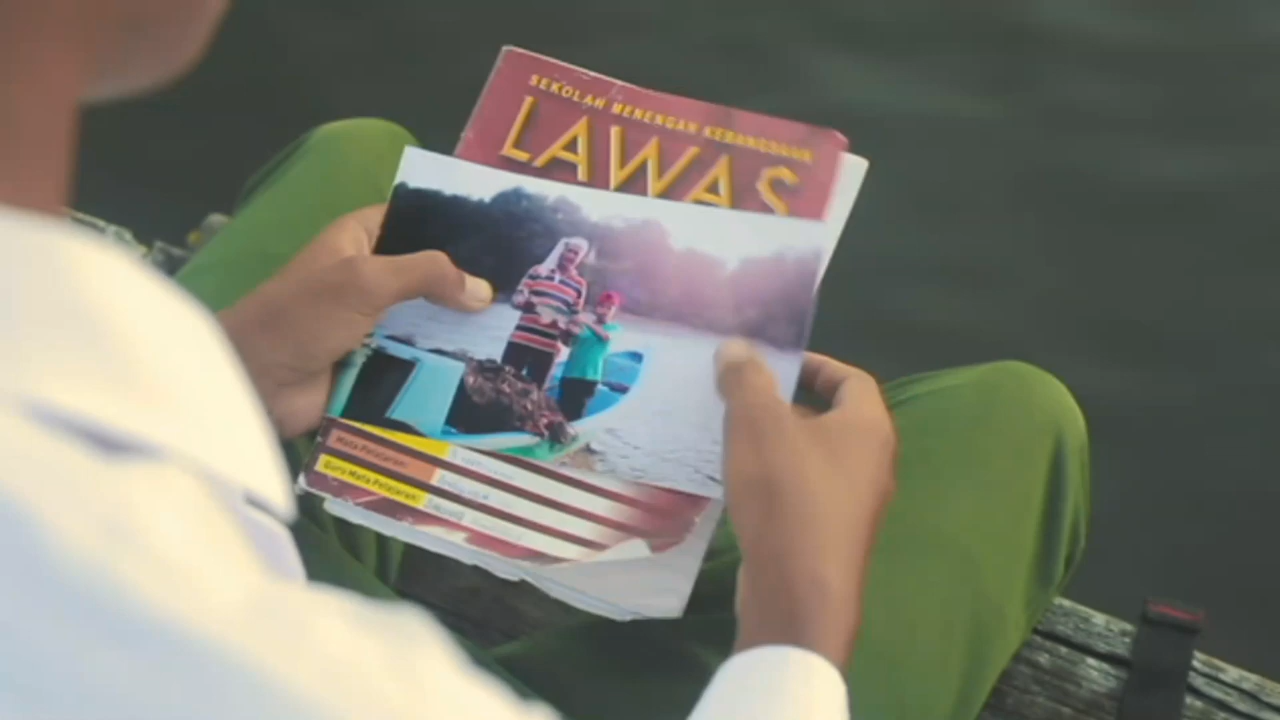 SEKOLAH MENENGAH KEBANGSAAN
LAWAS
Mata Pelajaran:
Guru Mata Pelajaran: